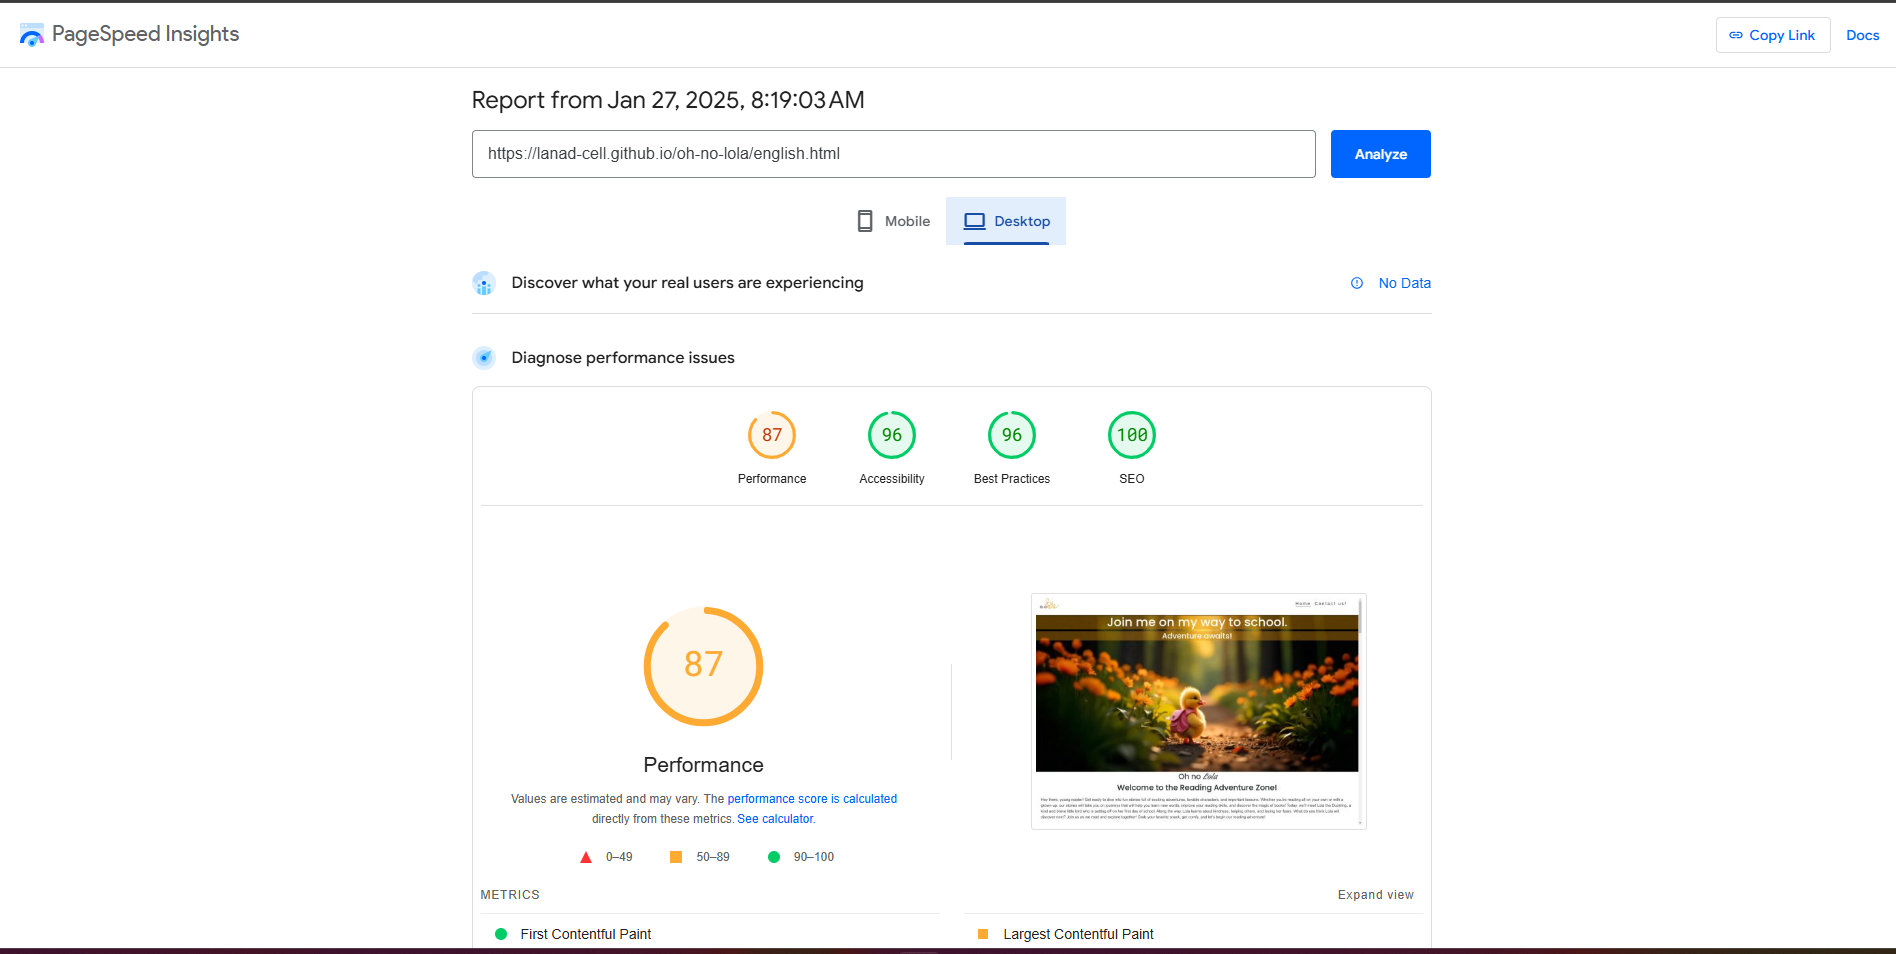 PageSpeed Insights
Copy Link
Docs
Report from Jan 27, 2025, 8:19:03 AM
https://lanad-cell.github.io/oh-no-lola/english.html
Analyze
Mobile
Desktop
Discover what your real users are experiencing
No Data
Diagnose performance issues
87
96
96
100
Performance
Accessibility
Best Practices
SEO
87
Performance
Values are estimated and may vary. The performance score is calculated
directly from these metrics. See calculator.
0–49
50–89
90–100
Home Contact us!
Join me on my way to school.
Adventure awaits!
Oh no Lola
Welcome to the Reading Adventure Zone!
METRICS
Expand view
First Contentful Paint
Largest Contentful Paint